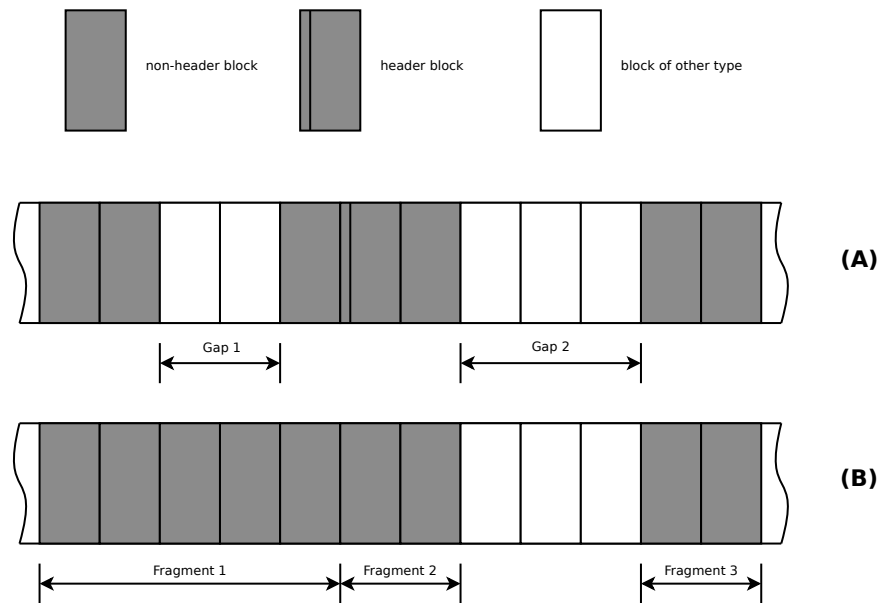 non-header block
header block
block of other type
(A)
Gap 1
Gap 2
(B)
Fragment 1
Fragment 2
Fragment 3